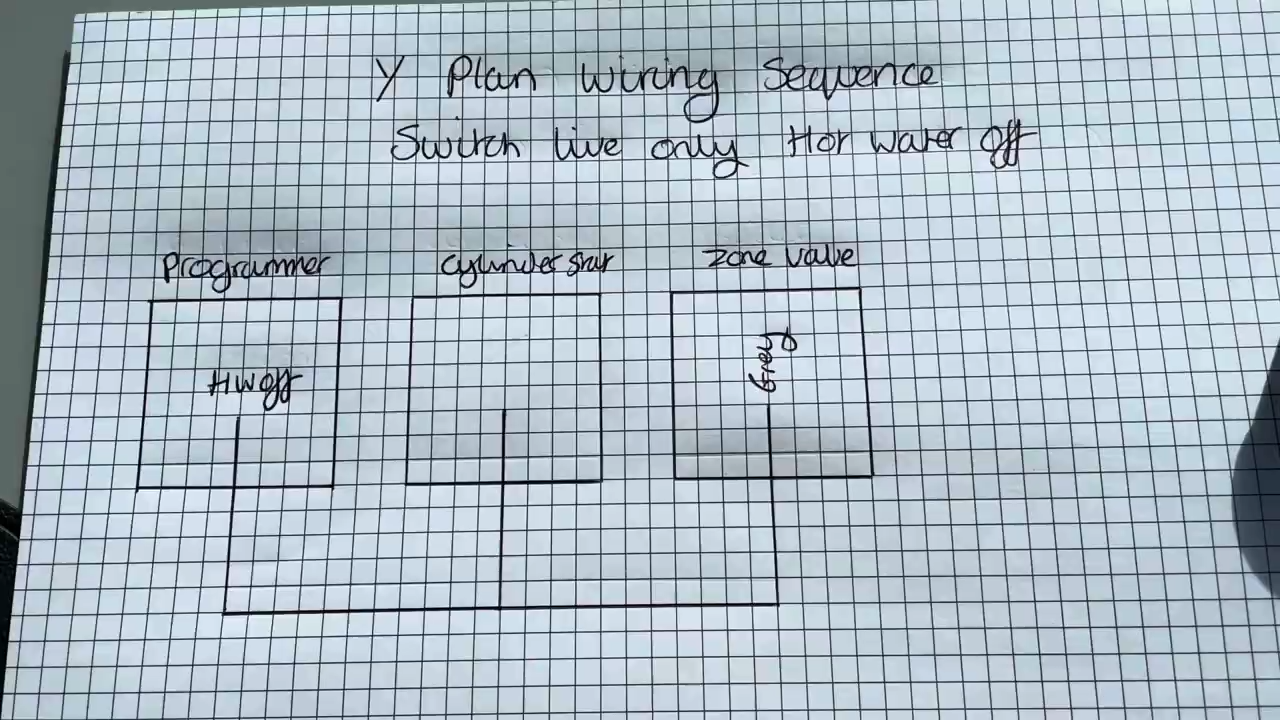 Y Plan Wiring Sequence
Switch live only Hot water off
Programmer
cylinder stat
zone valve
HW off
Grey